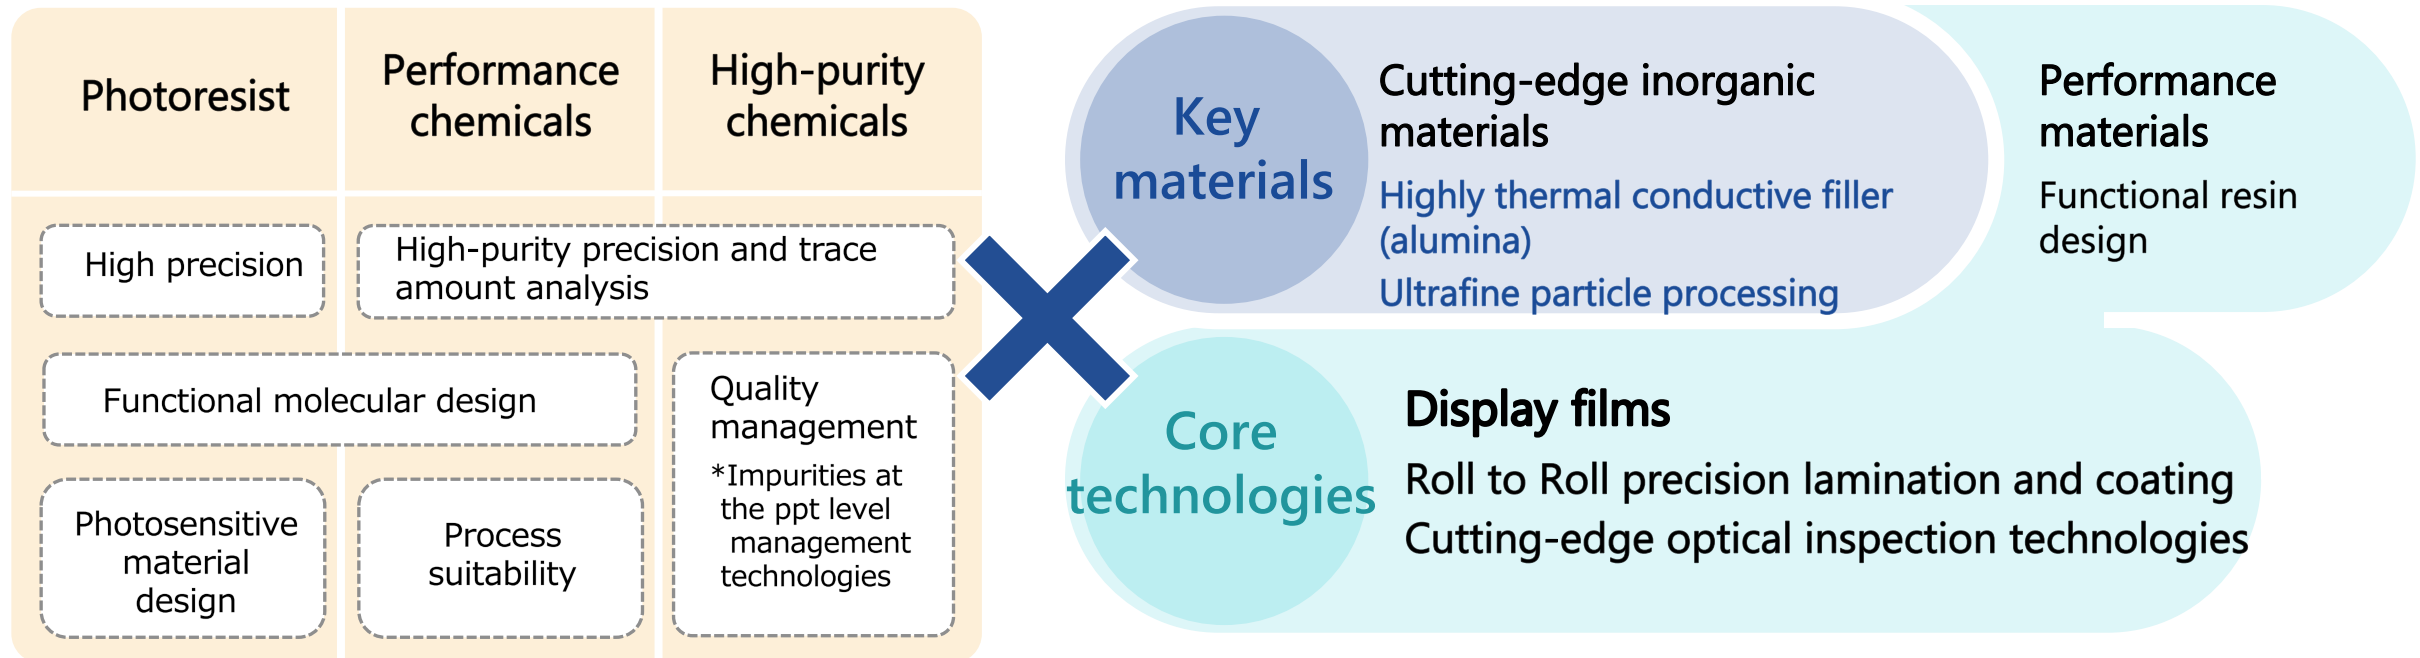 Photoresist
Performance
chemicals
High-purity
chemicals
High precision
High-purity precision and trace
amount analysis
Functional molecular design
Quality
management
*Impurities at
the ppt level
management
technologies
Photosensitive
material
design
Process
suitability
Key
materials
Cutting-edge inorganic
materials
Highly thermal conductive filler
(alumina)
Ultrafine particle processing
Performance
materials
Functional resin
design
Core
technologies
Display films
Roll to Roll precision lamination and coating
Cutting-edge optical inspection technologies